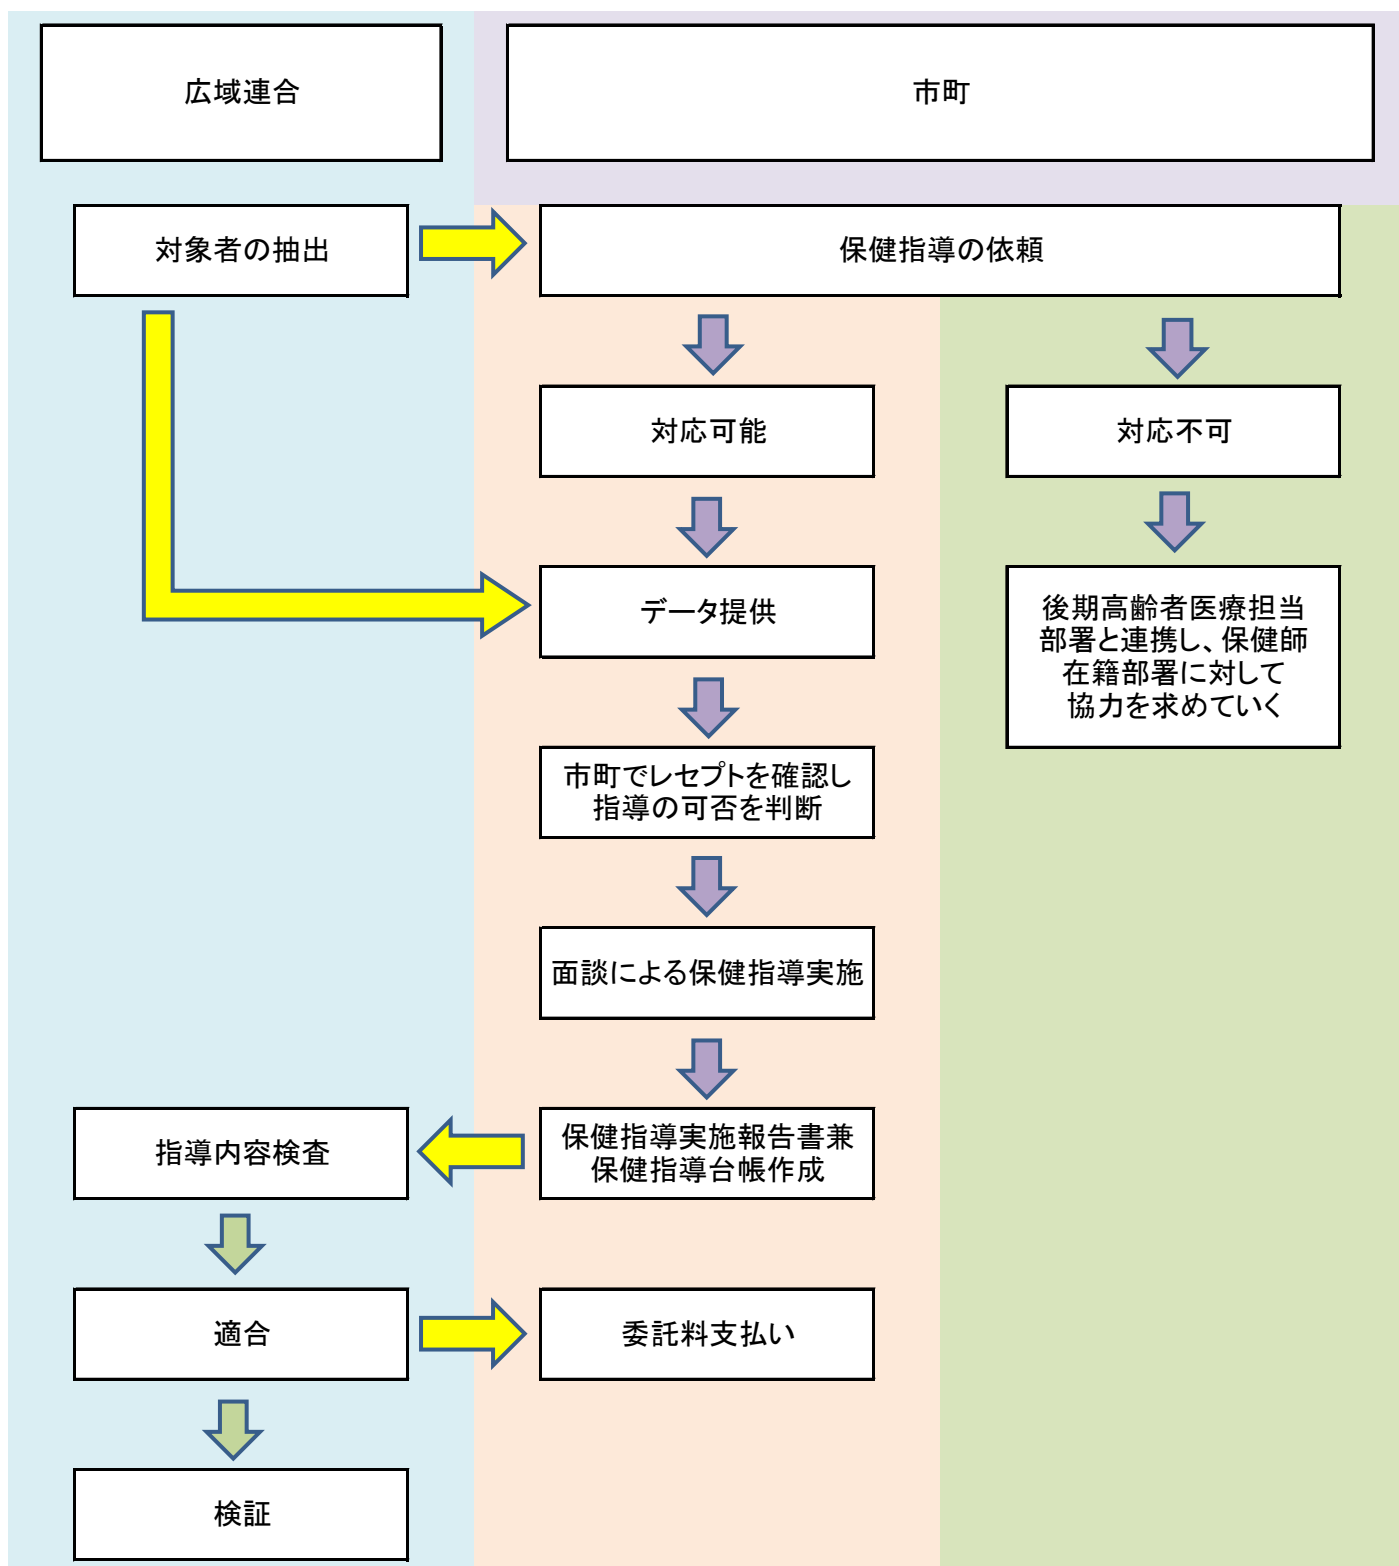 広域連合
市町
対象者の抽出
保健指導の依頼
対応可能
対応不可
データ提供
後期高齢者医療担当
部署と連携し、保健師
在籍部署に対して
協力を求めていく
市町でレセプトを確認し
指導の可否を判断
面談による保健指導実施
指導内容検査
保健指導実施報告書兼
保健指導台帳作成
適合
委託料支払い
検証